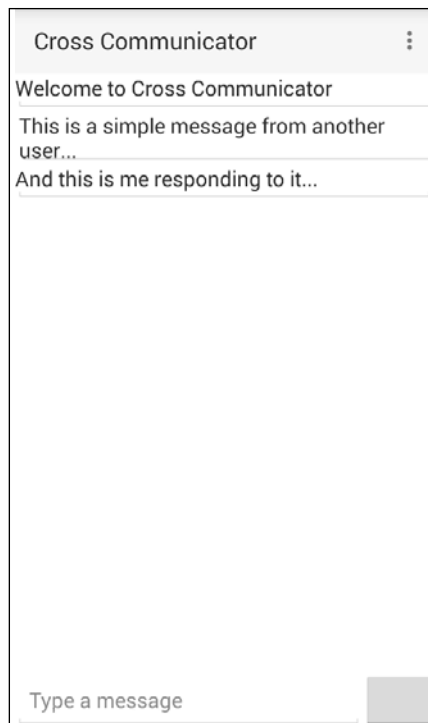 Cross Communicator
Welcome to Cross Communicator
This is a simple message from another
user...
And this is me responding to it...
Type a message